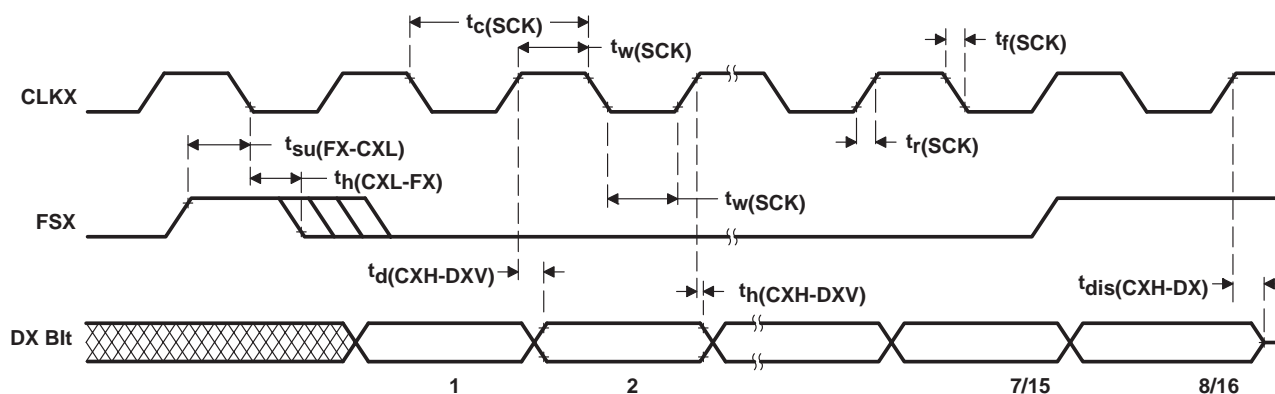 tc(SCK)
tw(SCK)
tf(SCK)
CLKX
tsu(FX-CXL)
tr(SCK)
th(CXL-FX)
tw(SCK)
FSX
td(CXH-DXV)
th(CXH-DXV)
tdis(CXH-DX)
DX BIt
1 2 7/15 8/16